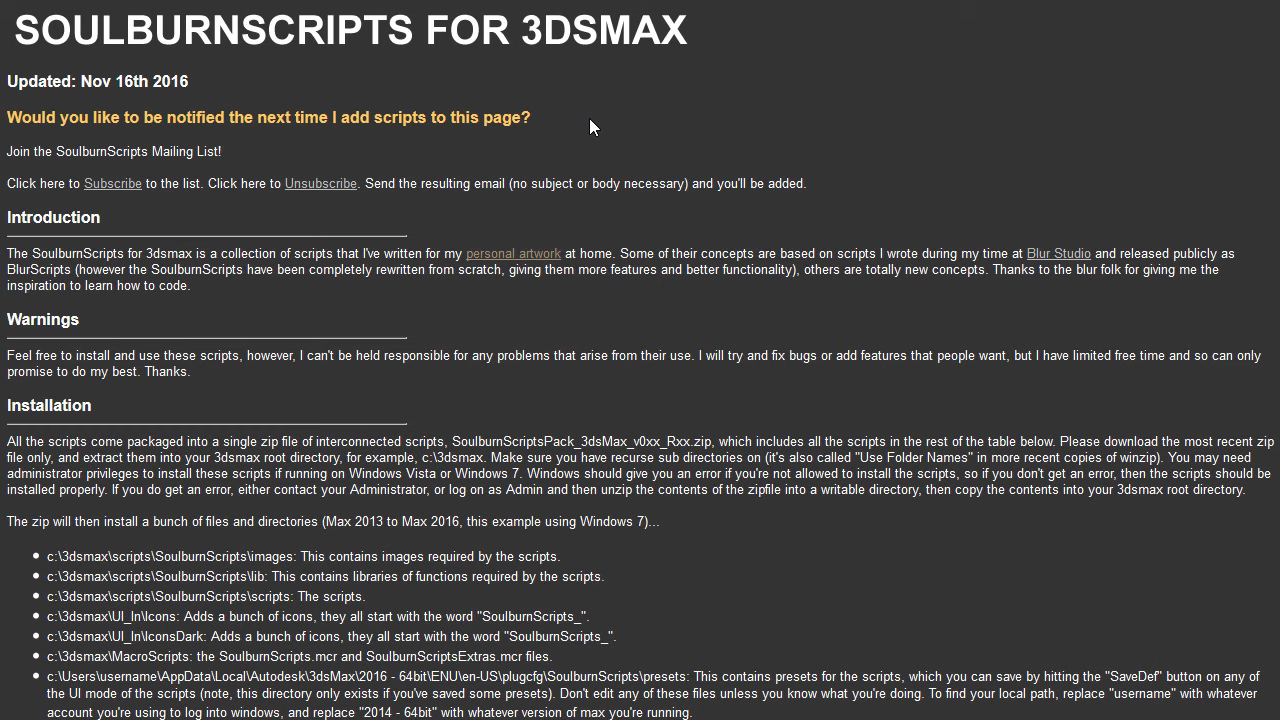 SOULBURNSCRIPTS FOR 3DSMAX
Updated: Nov 16th 2016
Would you like to be notified the next time I add scripts to this page?
Join the SoulburnScripts Mailing List!
Click here to Subscribe to the list. Click here to Unsubscribe. Send the resulting email (no subject or body necessary) and you'll be added.
Introduction
The SoulburnScripts for 3dsmax is a collection of scripts that I've written for my personal artwork at home. Some of their concepts are based on scripts I wrote during my time at Blur Studio and released publicly as
BlurScripts (however the SoulburnScripts have been completely rewritten from scratch, giving them more features and better functionality), others are totally new concepts. Thanks to the blur folk for giving me the
inspiration to learn how to code.
Warnings
Feel free to install and use these scripts, however, I can't be held responsible for any problems that arise from their use. I will try and fix bugs or add features that people want, but I have limited free time and so can only
promise to do my best. Thanks.
Installation
All the scripts come packaged into a single zip file of interconnected scripts, SoulburnScriptsPack_3dsMax_v0xx_Rxx.zip, which includes all the scripts in the rest of the table below. Please download the most recent zip
file only, and extract them into your 3dsmax root directory, for example, c:\3dsmax. Make sure you have recurse sub directories on (it's also called "Use Folder Names" in more recent copies of winzip). You may need
administrator privileges to install these scripts if running on Windows Vista or Windows 7. Windows should give you an error if you're not allowed to install the scripts, so if you don't get an error, then the scripts should be
installed properly. If you do get an error, either contact your Administrator, or log on as Admin and then unzip the contents of the zipfile into a writable directory, then copy the contents into your 3dsmax root directory.
The zip will then install a bunch of files and directories (Max 2013 to Max 2016, this example using Windows 7)...
• c:\3dsmax\scripts\SoulburnScripts\images: This contains images required by the scripts.
• c:\3dsmax\scripts\SoulburnScripts\lib: This contains libraries of functions required by the scripts.
• c:\3dsmax\scripts\SoulburnScripts\scripts: The scripts.
• c:\3dsmax\UI_ln\Icons: Adds a bunch of icons, they all start with the word "SoulburnScripts_".
• c:\3dsmax\UI_ln\IconsDark: Adds a bunch of icons, they all start with the word "SoulburnScripts_".
• c:\3dsmax\MacroScripts: the SoulburnScripts.mcr and SoulburnScriptsExtras.mcr files.
• c:\Users\username\AppData\Local\Autodesk\3dsMax\2016 - 64bit\ENU\en-US\plugcfg\SoulburnScripts\presets: This contains presets for the scripts, which you can save by hitting the "SaveDef" button on any of
the UI mode of the scripts (note, this directory only exists if you've saved some presets). Don't edit any of these files unless you know what you're doing. To find your local path, replace "username" with whatever
account you're using to log into windows, and replace "2014 - 64bit" with whatever version of max you're running.